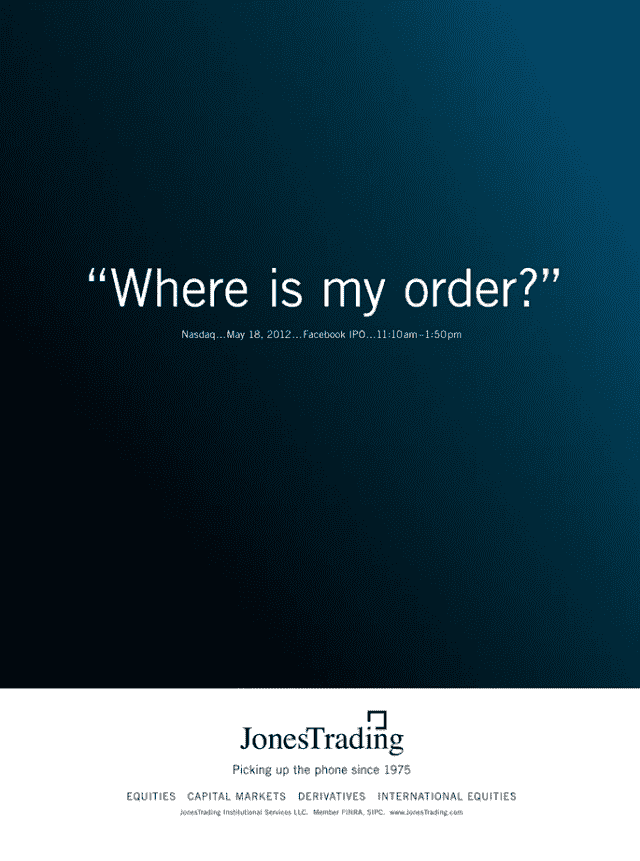 “Where is my order?”
Nasdaq...May 18, 2012...Facebook IPO...11:10am–1:50pm
JonesTrading
Picking up the phone since 1975
EQUITIES CAPITAL MARKETS DERIVATIVES INTERNATIONAL EQUITIES
JonesTrading Institutional Services LLC. Member FINRA, SIPC. www.JonesTrading.com